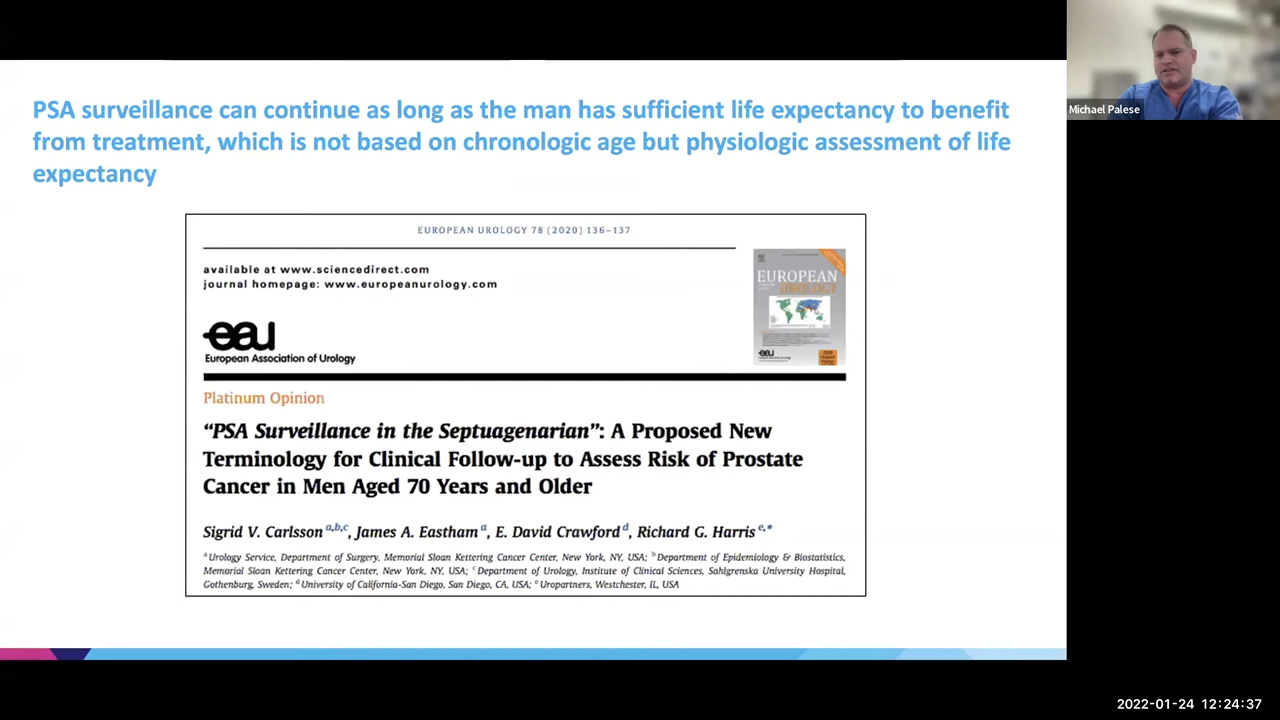 PSA surveillance can continue as long as the man has sufficient life expectancy to benefit
from treatment, which is not based on chronologic age but physiologic assessment of life
expectancy
EUROPEAN UROLOGY 78 (2020) 136–137
available at www.sciencedirect.com
journal homepage: www.europeanurology.com
EUROPEAN
UROLOGY
eau
European Association of Urology
eau
Platinum Opinion
“PSA Surveillance in the Septuagenarian”: A Proposed New
Terminology for Clinical Follow-up to Assess Risk of Prostate
Cancer in Men Aged 70 Years and Older
Sigrid V. Carlsson a,b,c, James A. Eastham a, E. David Crawford d, Richard G. Harris e,*
a Urology Service, Department of Surgery, Memorial Sloan Kettering Cancer Center, New York, NY, USA; b Department of Epidemiology & Biostatistics,
Memorial Sloan Kettering Cancer Center, New York, NY, USA; c Department of Urology, Institute of Clinical Sciences, Sahlgrenska University Hospital,
Gothenburg, Sweden; d University of California-San Diego, San Diego, CA, USA; e Uropartners, Westchester, IL, USA
Michael Palese
2022-01-24 12:24:37